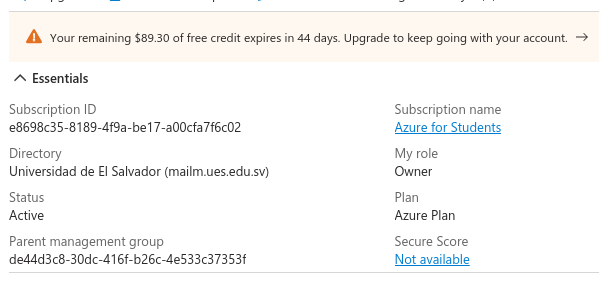 Your remaining $89.30 of free credit expires in 44 days. Upgrade to keep going with your account.
Essentials
Subscription ID
e8698c35-8189-4f9a-be17-a00cfa7f6c02
Subscription name
Azure for Students
Directory
Universidad de El Salvador (mailm.ues.edu.sv)
My role
Owner
Status
Active
Plan
Azure Plan
Parent management group
de44d3c8-30dc-416f-b26c-4e533c37353f
Secure Score
Not available